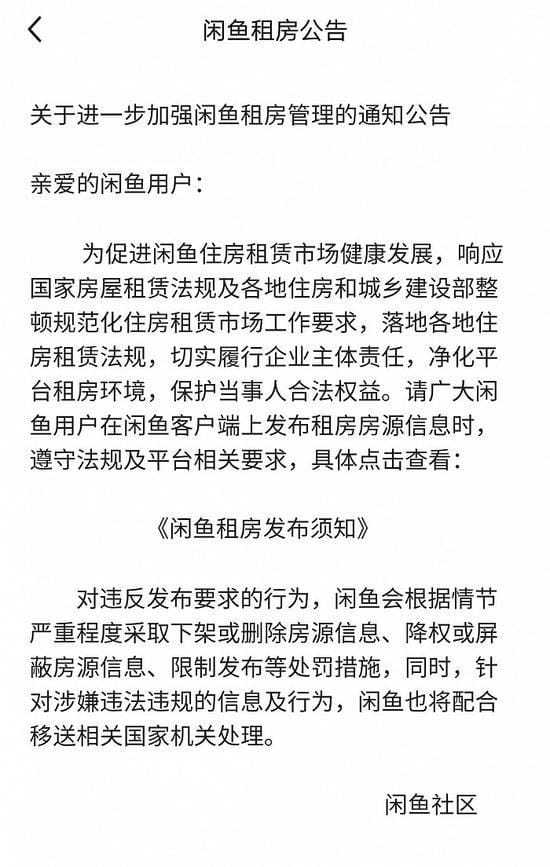 闲鱼租房公告
关于进一步加强闲鱼租房管理的通知公告
亲爱的闲鱼用户：
为促进闲鱼住房租赁市场健康发展，响应
国家房屋租赁法规及各地住房和城乡建设部整
顿规范化住房租赁市场工作要求，落地各地住
房租赁法规，切实履行企业主体责任，净化平
台租房环境，保护当事人合法权益。请广大闲
鱼用户在闲鱼客户端上发布租房房源信息时，
遵守法规及平台相关要求，具体点击查看：
《闲鱼租房发布须知》
对违反发布要求的行为，闲鱼会根据情节
严重程度采取下架或删除房源信息、降权或屏
蔽房源信息、限制发布等处罚措施，同时，针
对涉嫌违法违规的信息及行为，闲鱼也将配合
移送相关国家机关处理。
闲鱼社区